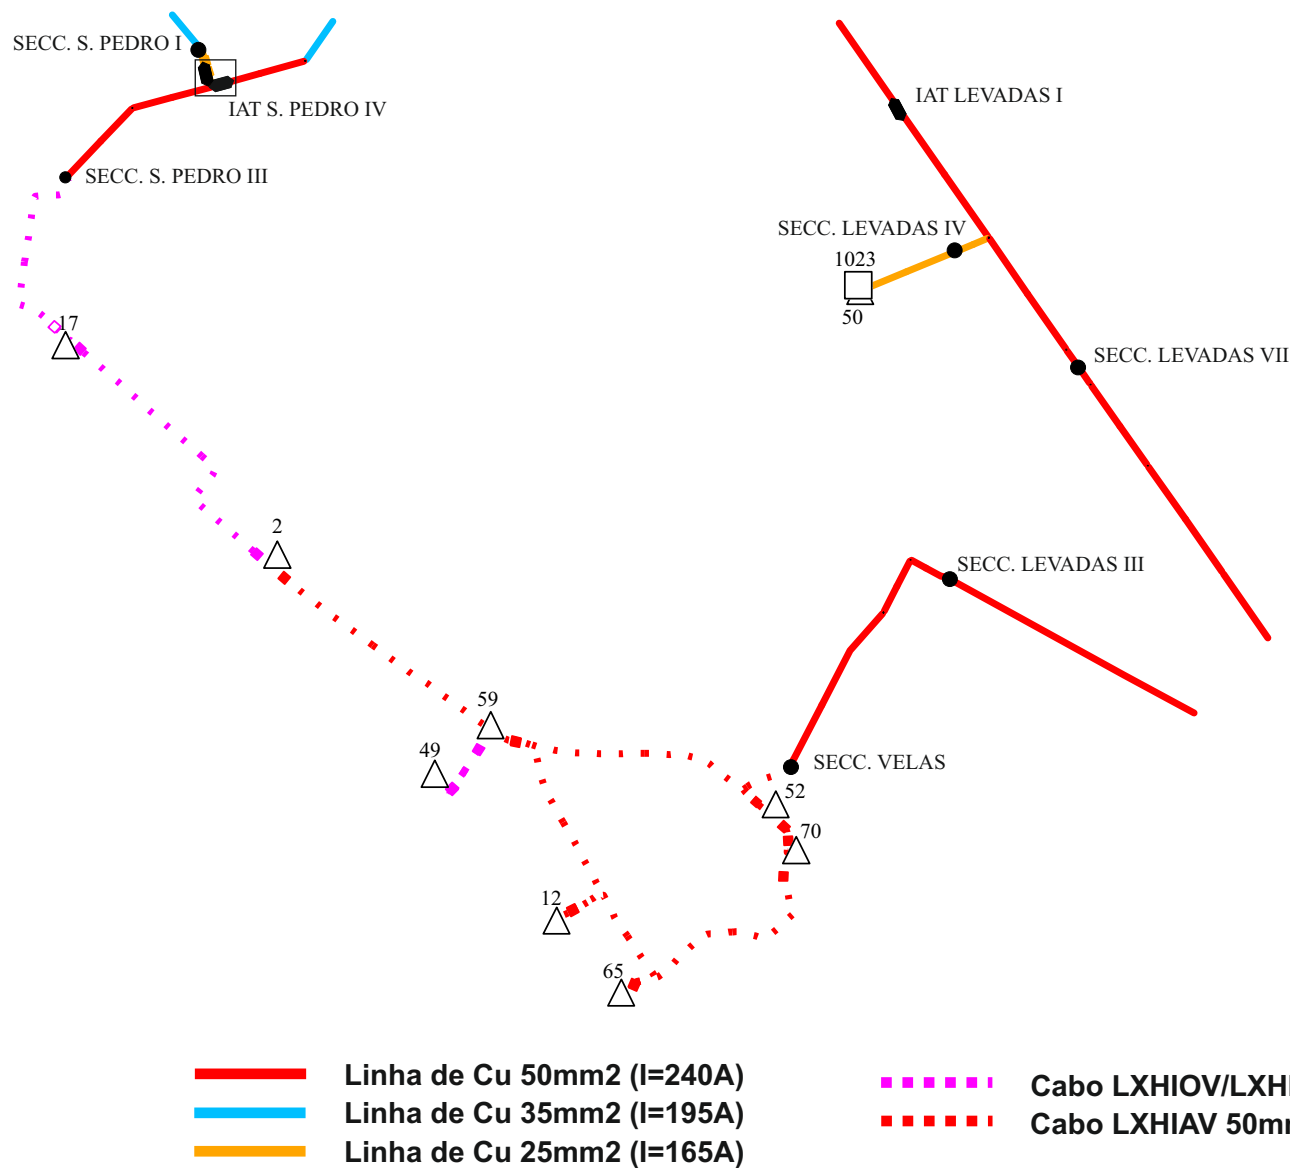 SECC. S. PEDRO I
IAT S. PEDRO IV
SECC. S. PEDRO III
IAT LEVADAS I
SECC. LEVADAS IV
1023
50
17
SECC. LEVADAS VII
2
SECC. LEVADAS III
59
49
SECC. VELAS
52
70
12
65
Linha de Cu 50mm2 (I=240A)
Linha de Cu 35mm2 (I=195A)
Linha de Cu 25mm2 (I=165A)
Cabo LXHIOV/LXHI
Cabo LXHIAV 50m